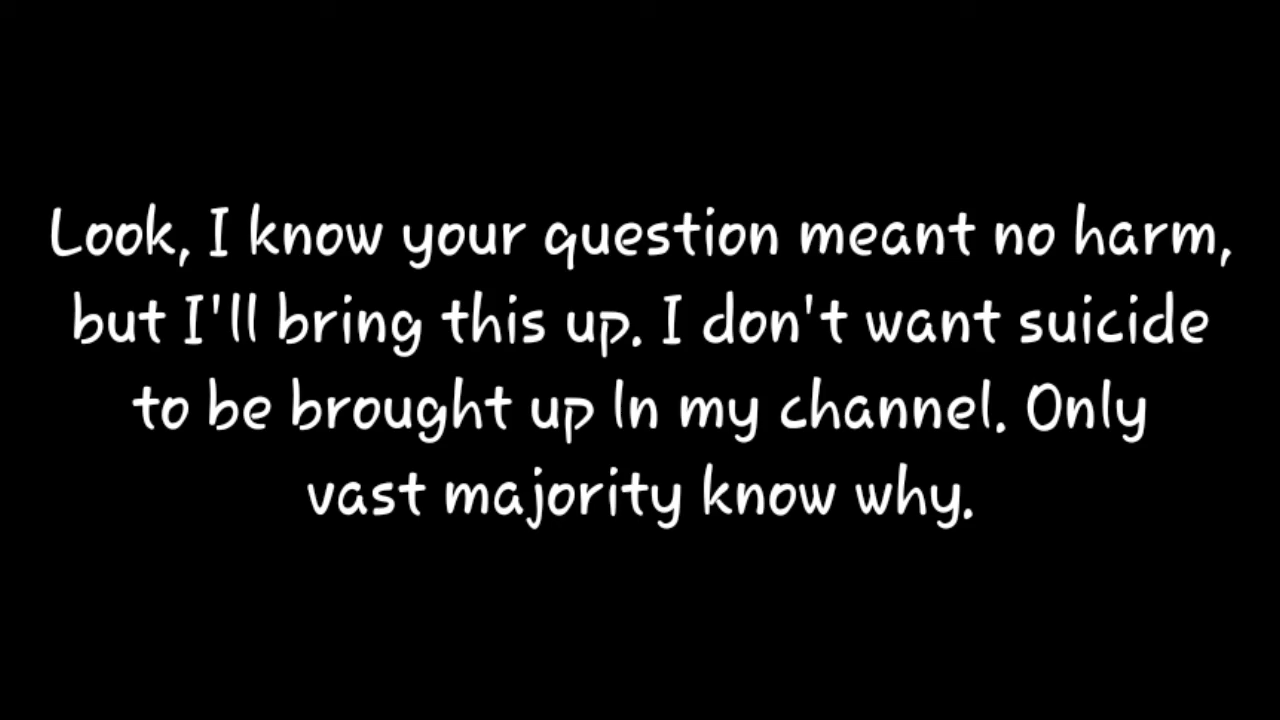 Look, I know your question meant no harm,
but I'll bring this up. I don't want suicide
to be brought up In my channel. Only
vast majority know why.